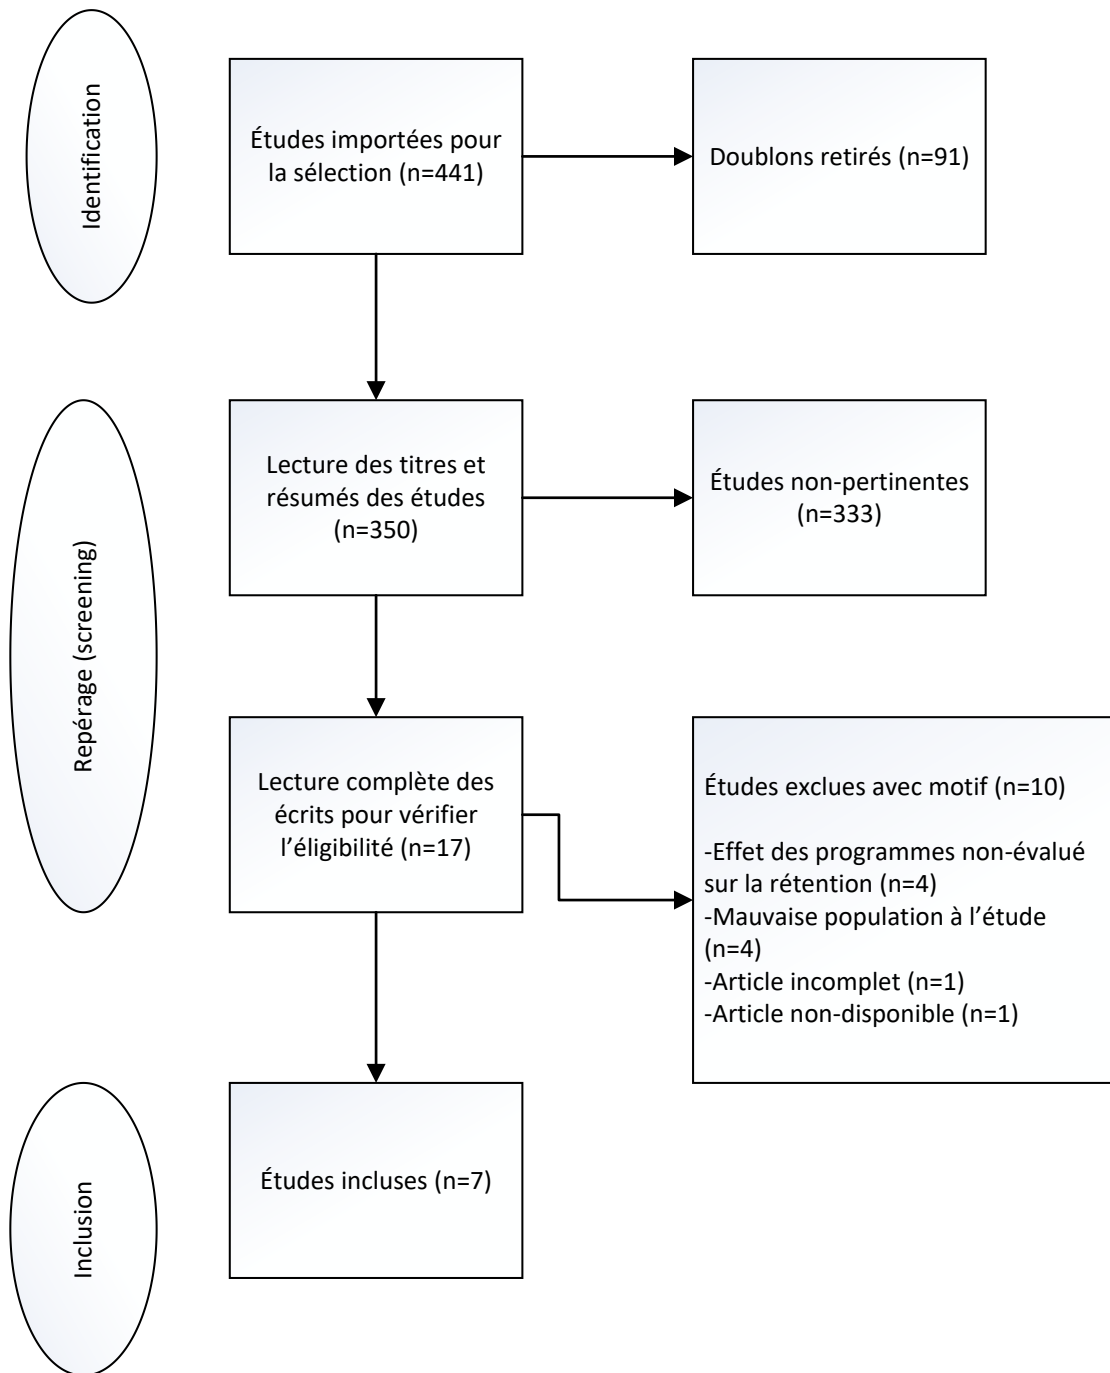 Identification
Études importées pour
la sélection (n=441)
Doublons retirés (n=91)
Repérage (screening)
Lecture des titres et
résumés des études
(n=350)
Études non-pertinentes
(n=333)
Lecture complète des
écrits pour vérifier
l’éligibilité (n=17)
Études exclues avec motif (n=10)
-Effet des programmes non-évalué
sur la rétention (n=4)
-Mauvaise population à l’étude
(n=4)
-Article incomplet (n=1)
-Article non-disponible (n=1)
Inclusion
Études incluses (n=7)